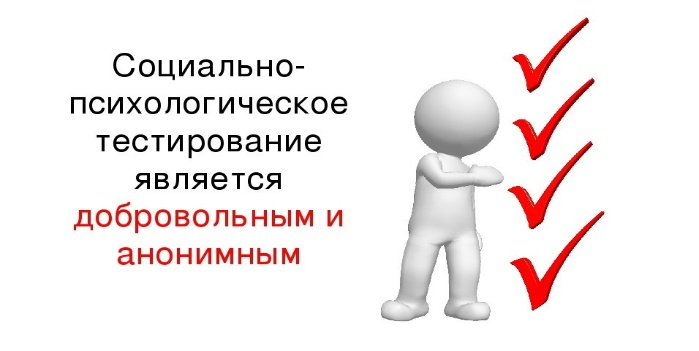 Социально-
психологическое
тестирование
является
добровольным и
анонимным